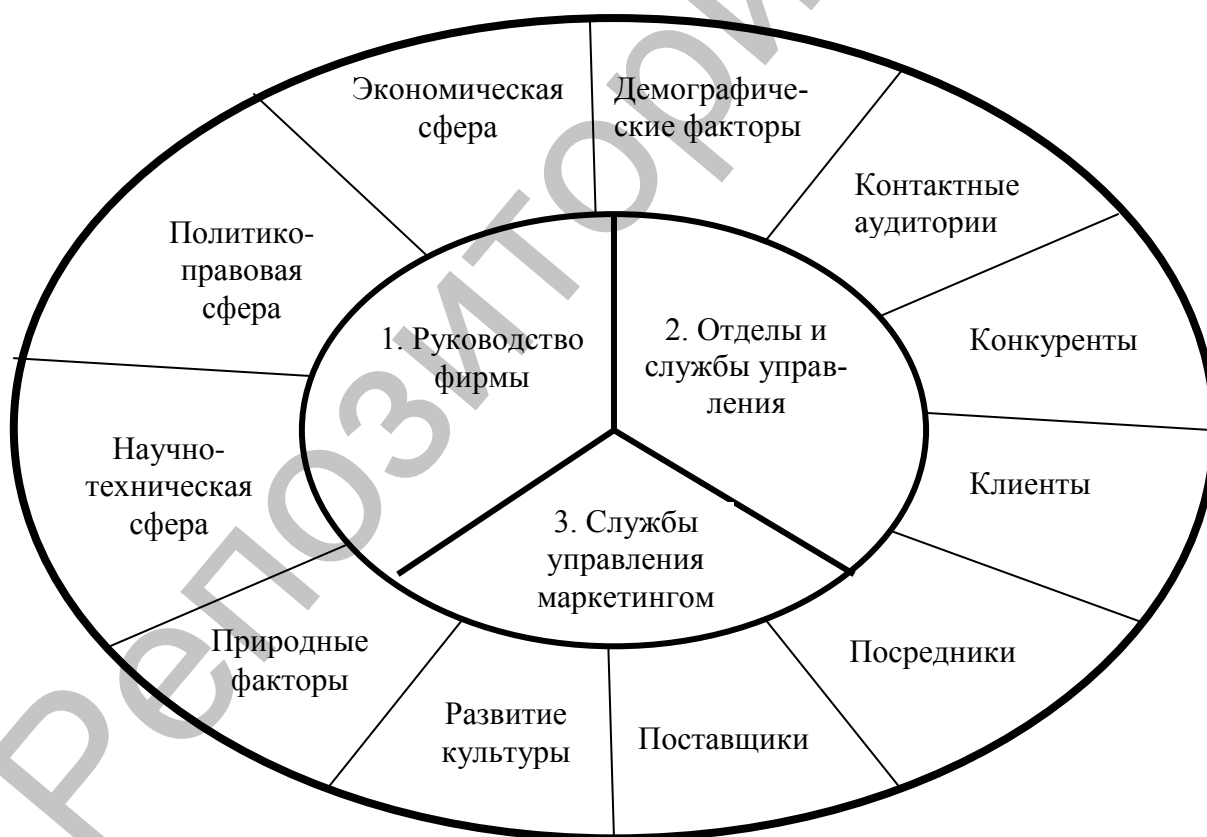 Экономическая
сфера
Демографиче-
ские факторы
Контактные
аудитории
Политико-
правовая
сфера
1. Руководство
фирмы
2. Отделы и
службы управ-
ления
Конкуренты
Научно-
техническая
сфера
Клиенты
3. Службы
управления
маркетингом
Природные
факторы
Посредники
Развитие
культуры
Поставщики
Репозитори